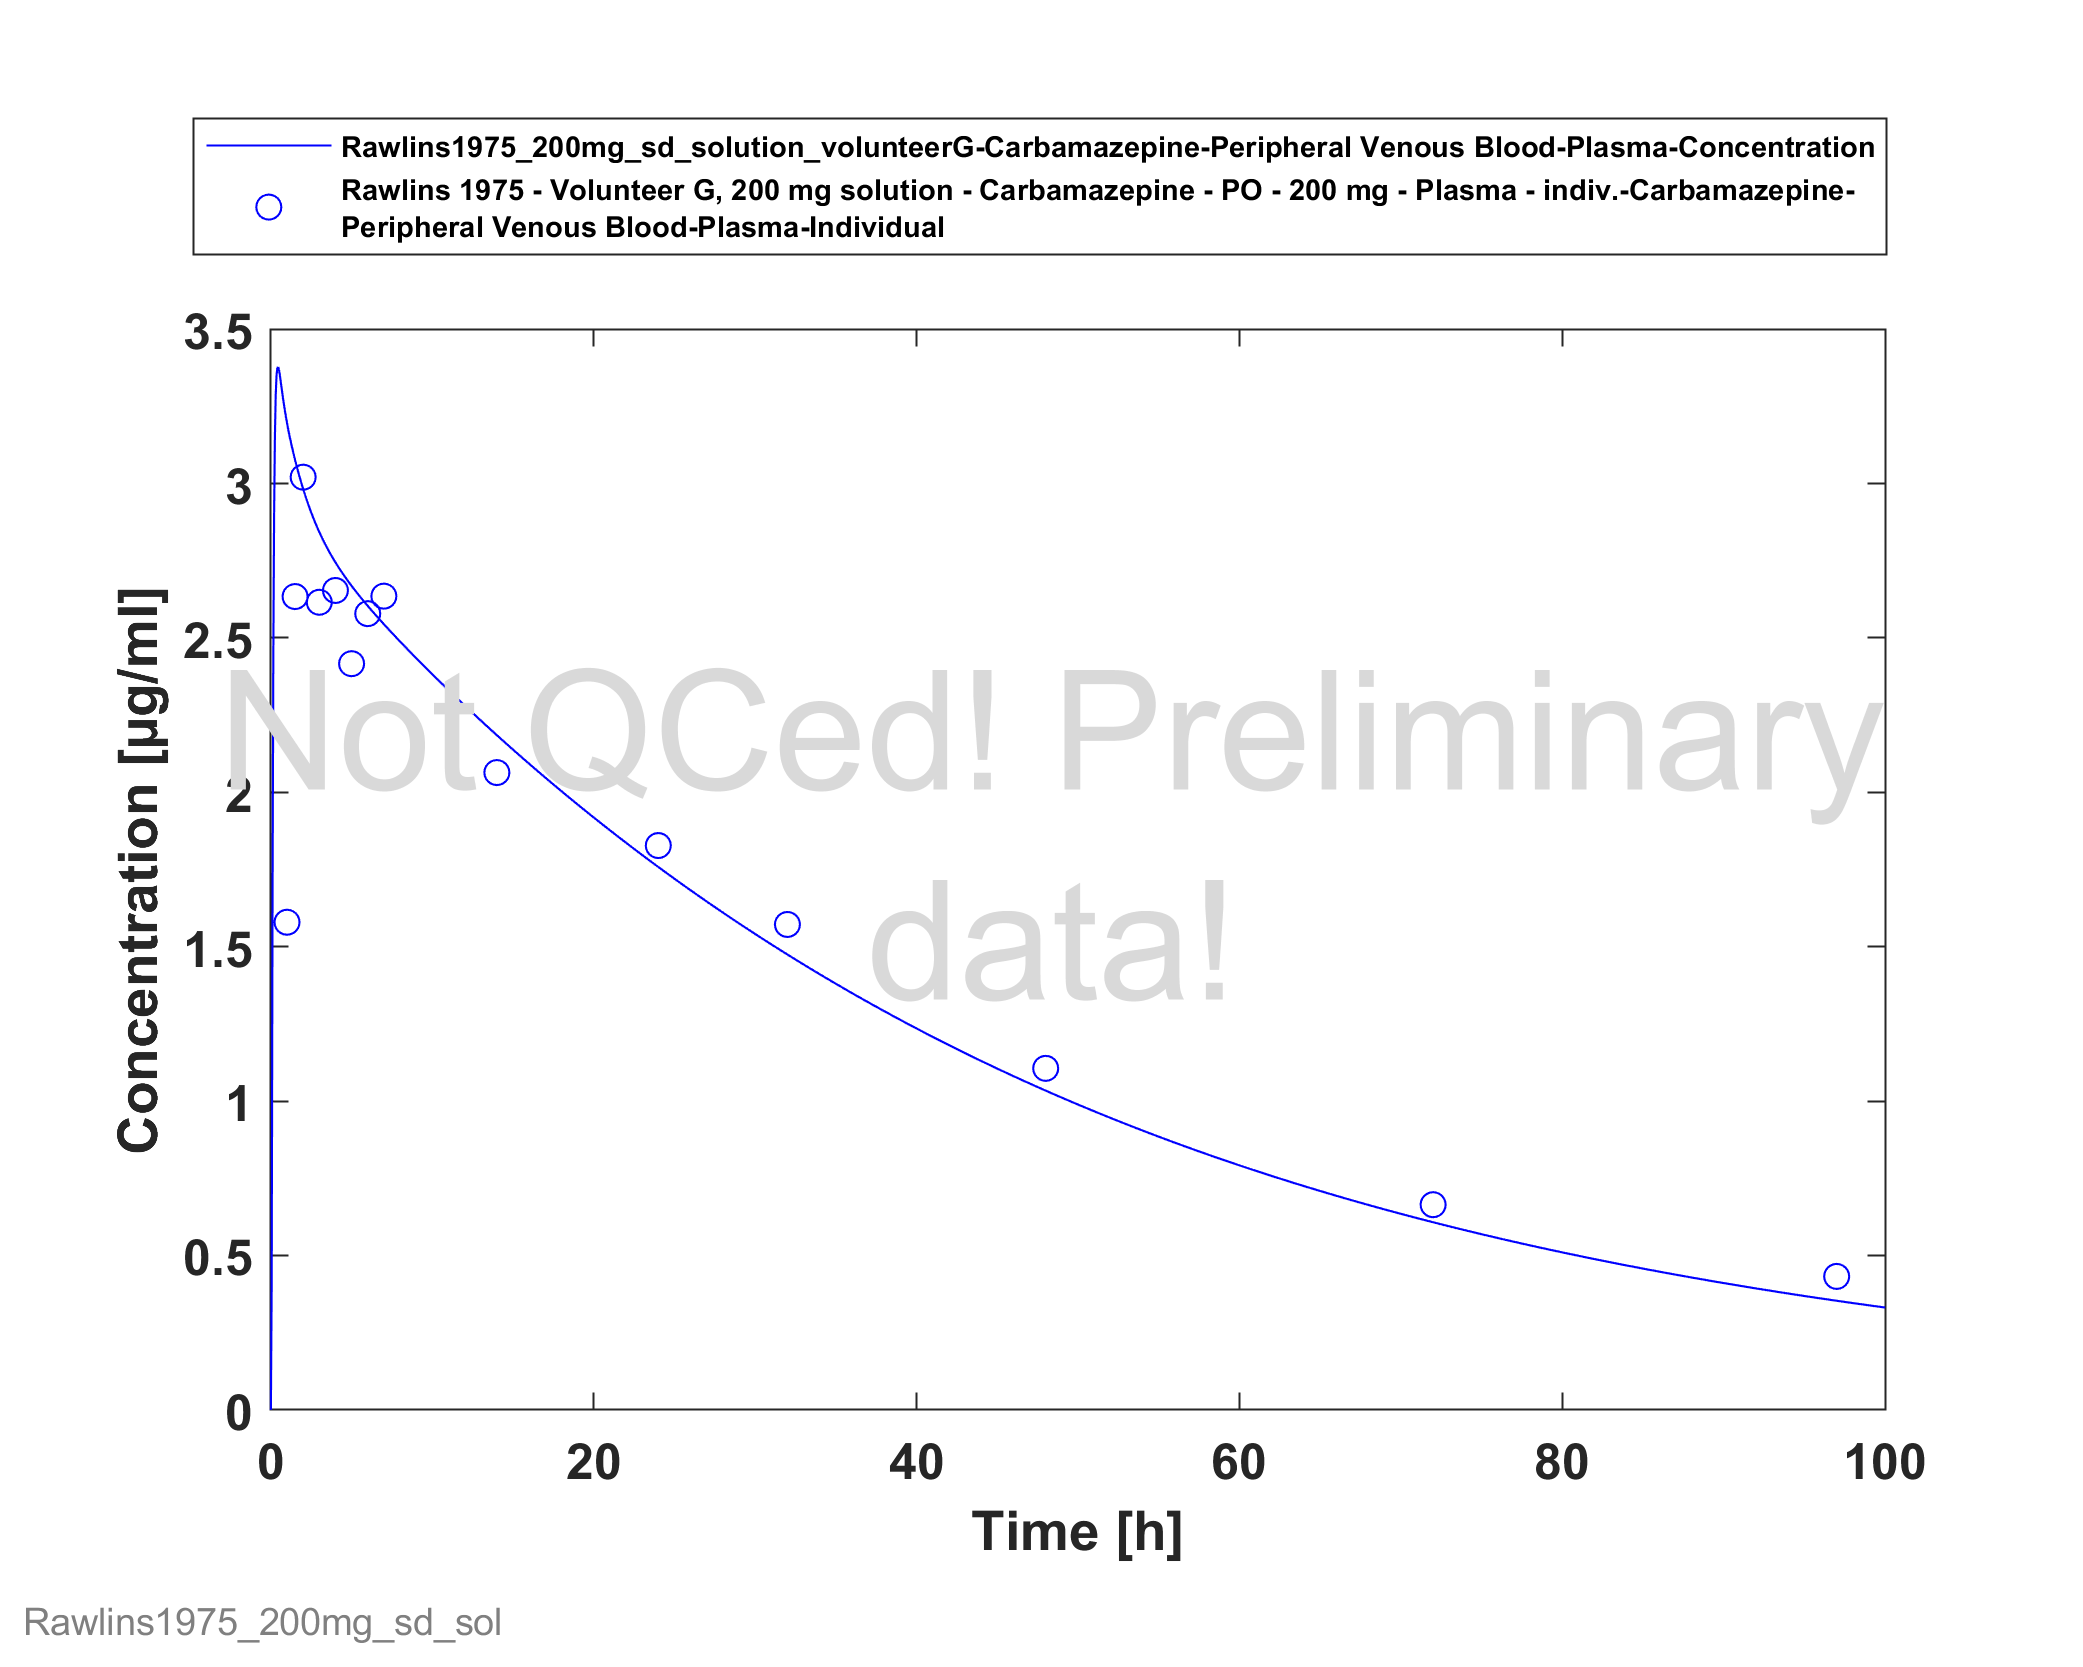 Rawlins1975_200mg_sd_solution_volunteerG-Carbamazepine-Peripheral Venous Blood-Plasma-Concentration
Rawlins 1975 - Volunteer G, 200 mg solution - Carbamazepine - PO - 200 mg - Plasma - indiv.-Carbamazepine-
Peripheral Venous Blood-Plasma-Individual
3.5
3
2.5
2
1.5
1
0.5
0
Concentration [µg/ml]
Not QCed! Preliminary
data!
0 20 40 60 80 100
Time [h]
Rawlins1975_200mg_sd_sol